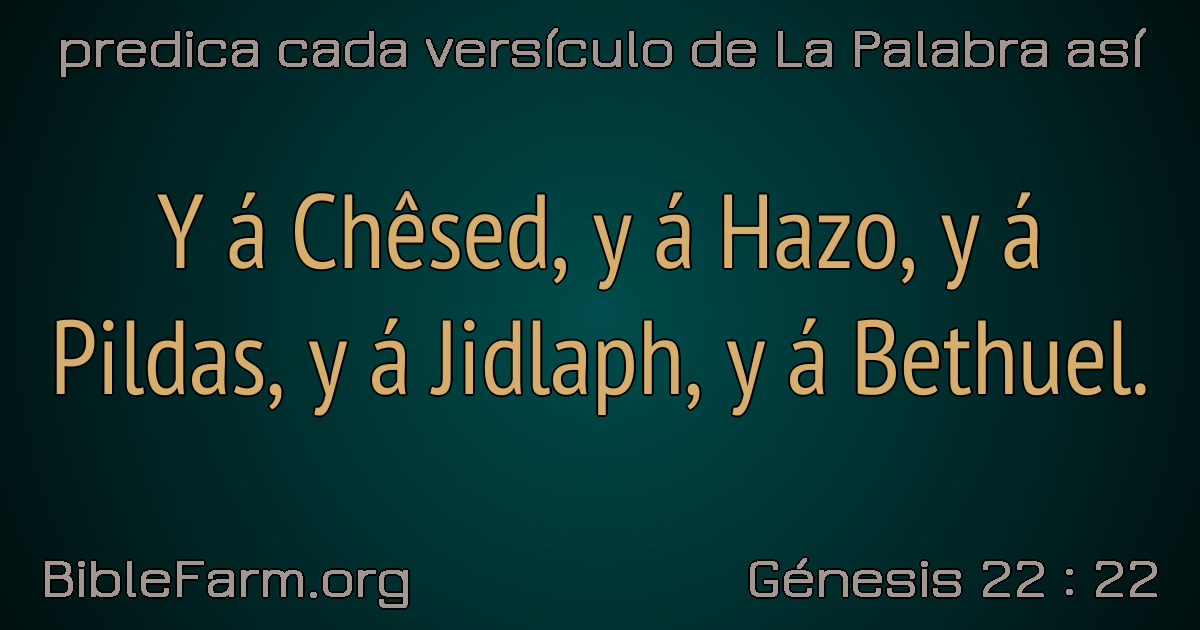 predica cada versículo de La Palabra así
Y á Chêsed, y á Hazo, y á
Pildas, y á Jidlaph, y á Bethuel.
BibleFarm.org
Génesis 22 : 22